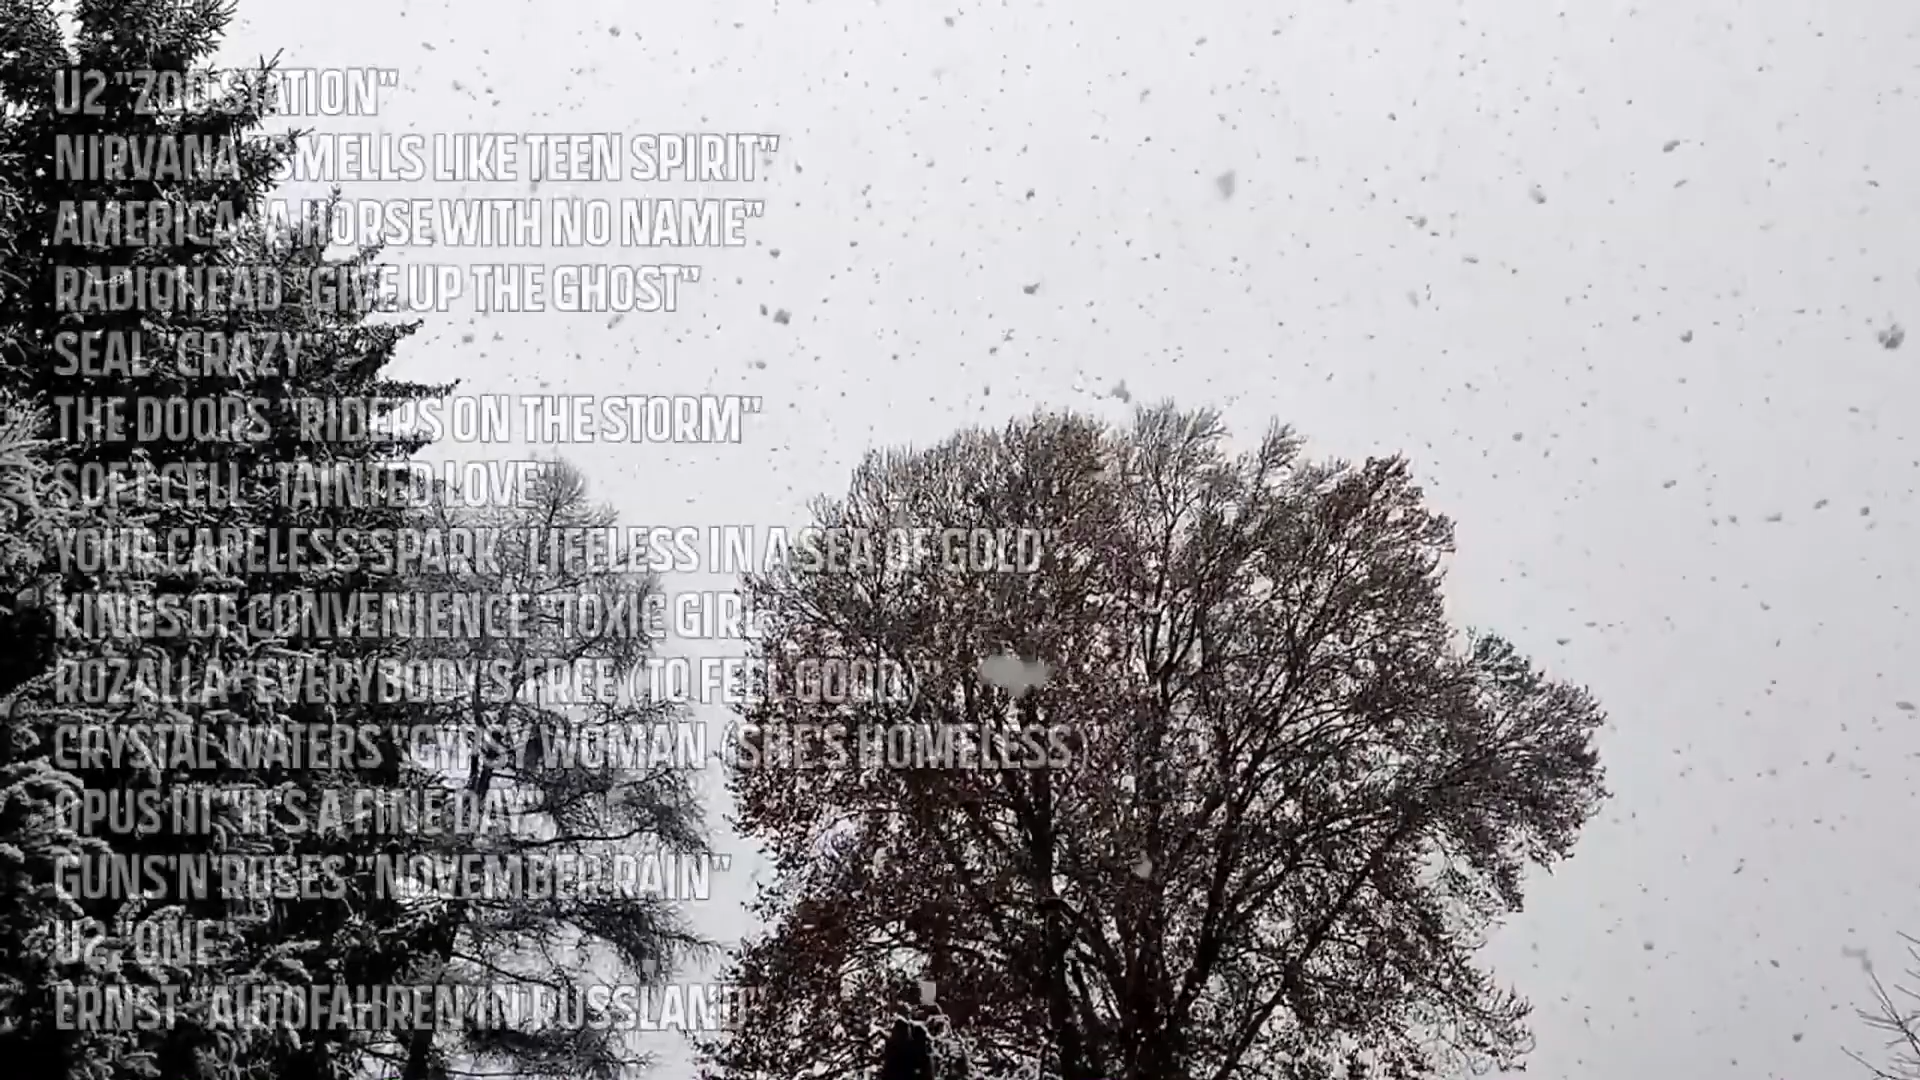 U2 "ZOO STATION"
NIRVANA "SMELLS LIKE TEEN SPIRIT"
AMERICA "A HORSE WITH NO NAME"
RADIOHEAD "GIVE UP THE GHOST"
SEAL "CRAZY"
THE DOORS "RIDERS ON THE STORM"
SOFT CELL "TAINTED LOVE"
YOUR CARELESS SPARK "LIFELESS IN A SEA OF GOLD"
KINGS OF CONVENIENCE "TOXIC GIRL"
ROZALLA "EVERYBODY'S FREE (TO FEEL GOOD)"
CRYSTAL WATERS "GYPSY WOMAN (SHE'S HOMELESS)"
OPUS III "IT'S A FINE DAY"
GUNS'N'ROSES "NOVEMBER RAIN"
U2 "ONE"
ERNST "AUTOFAHREN IN RUSSLAND"